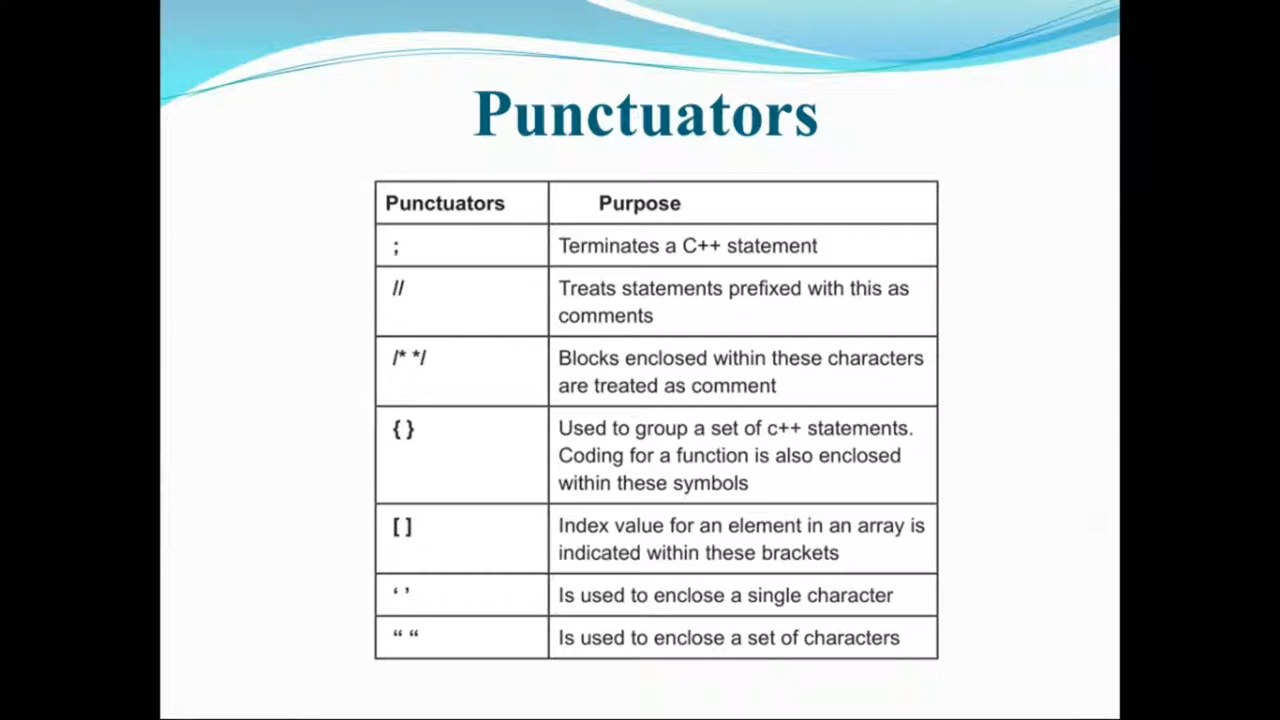 Punctuators
Punctuators Purpose
; Terminates a C++ statement
// Treats statements prefixed with this as
comments
/* */ Blocks enclosed within these characters
are treated as comment
{ } Used to group a set of c++ statements.
Coding for a function is also enclosed
within these symbols
[ ] Index value for an element in an array is
indicated within these brackets
‘ ’ Is used to enclose a single character
“ “ Is used to enclose a set of characters